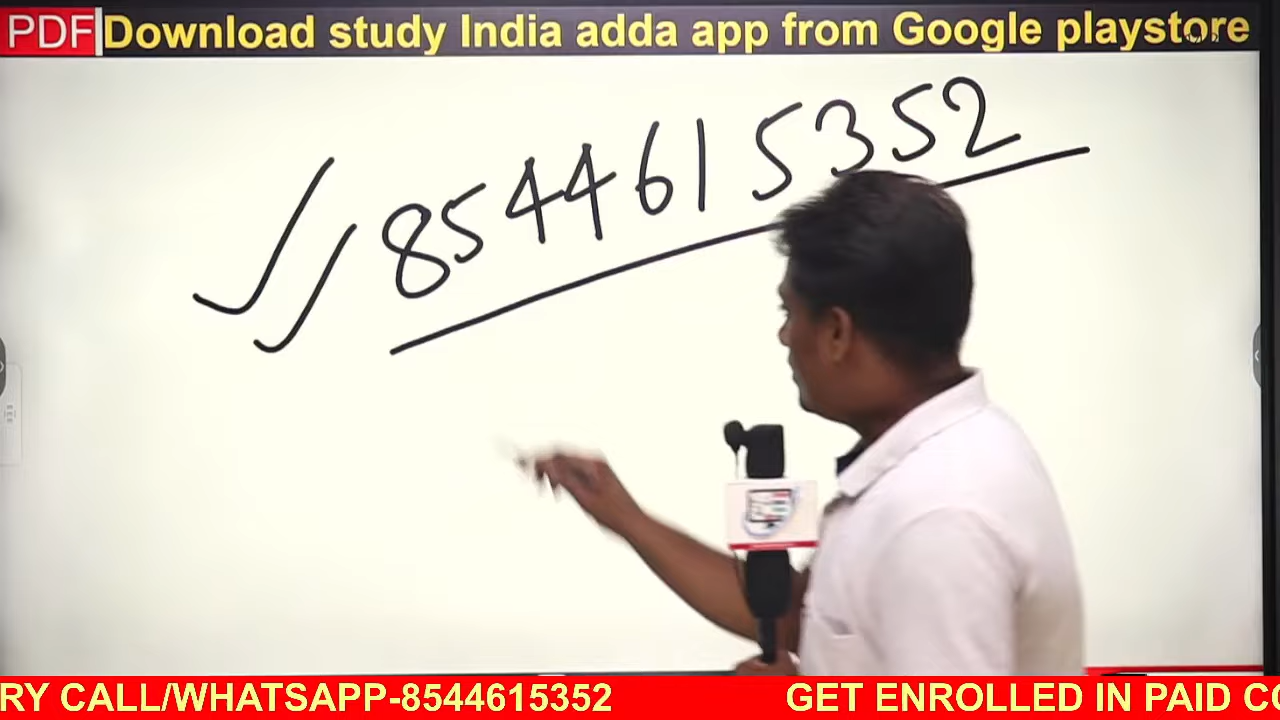 PDF Download study India adda app from Google playstore
8544615352
RY CALL/WHATSAPP-8544615352 GET ENROLLED IN PAID CO